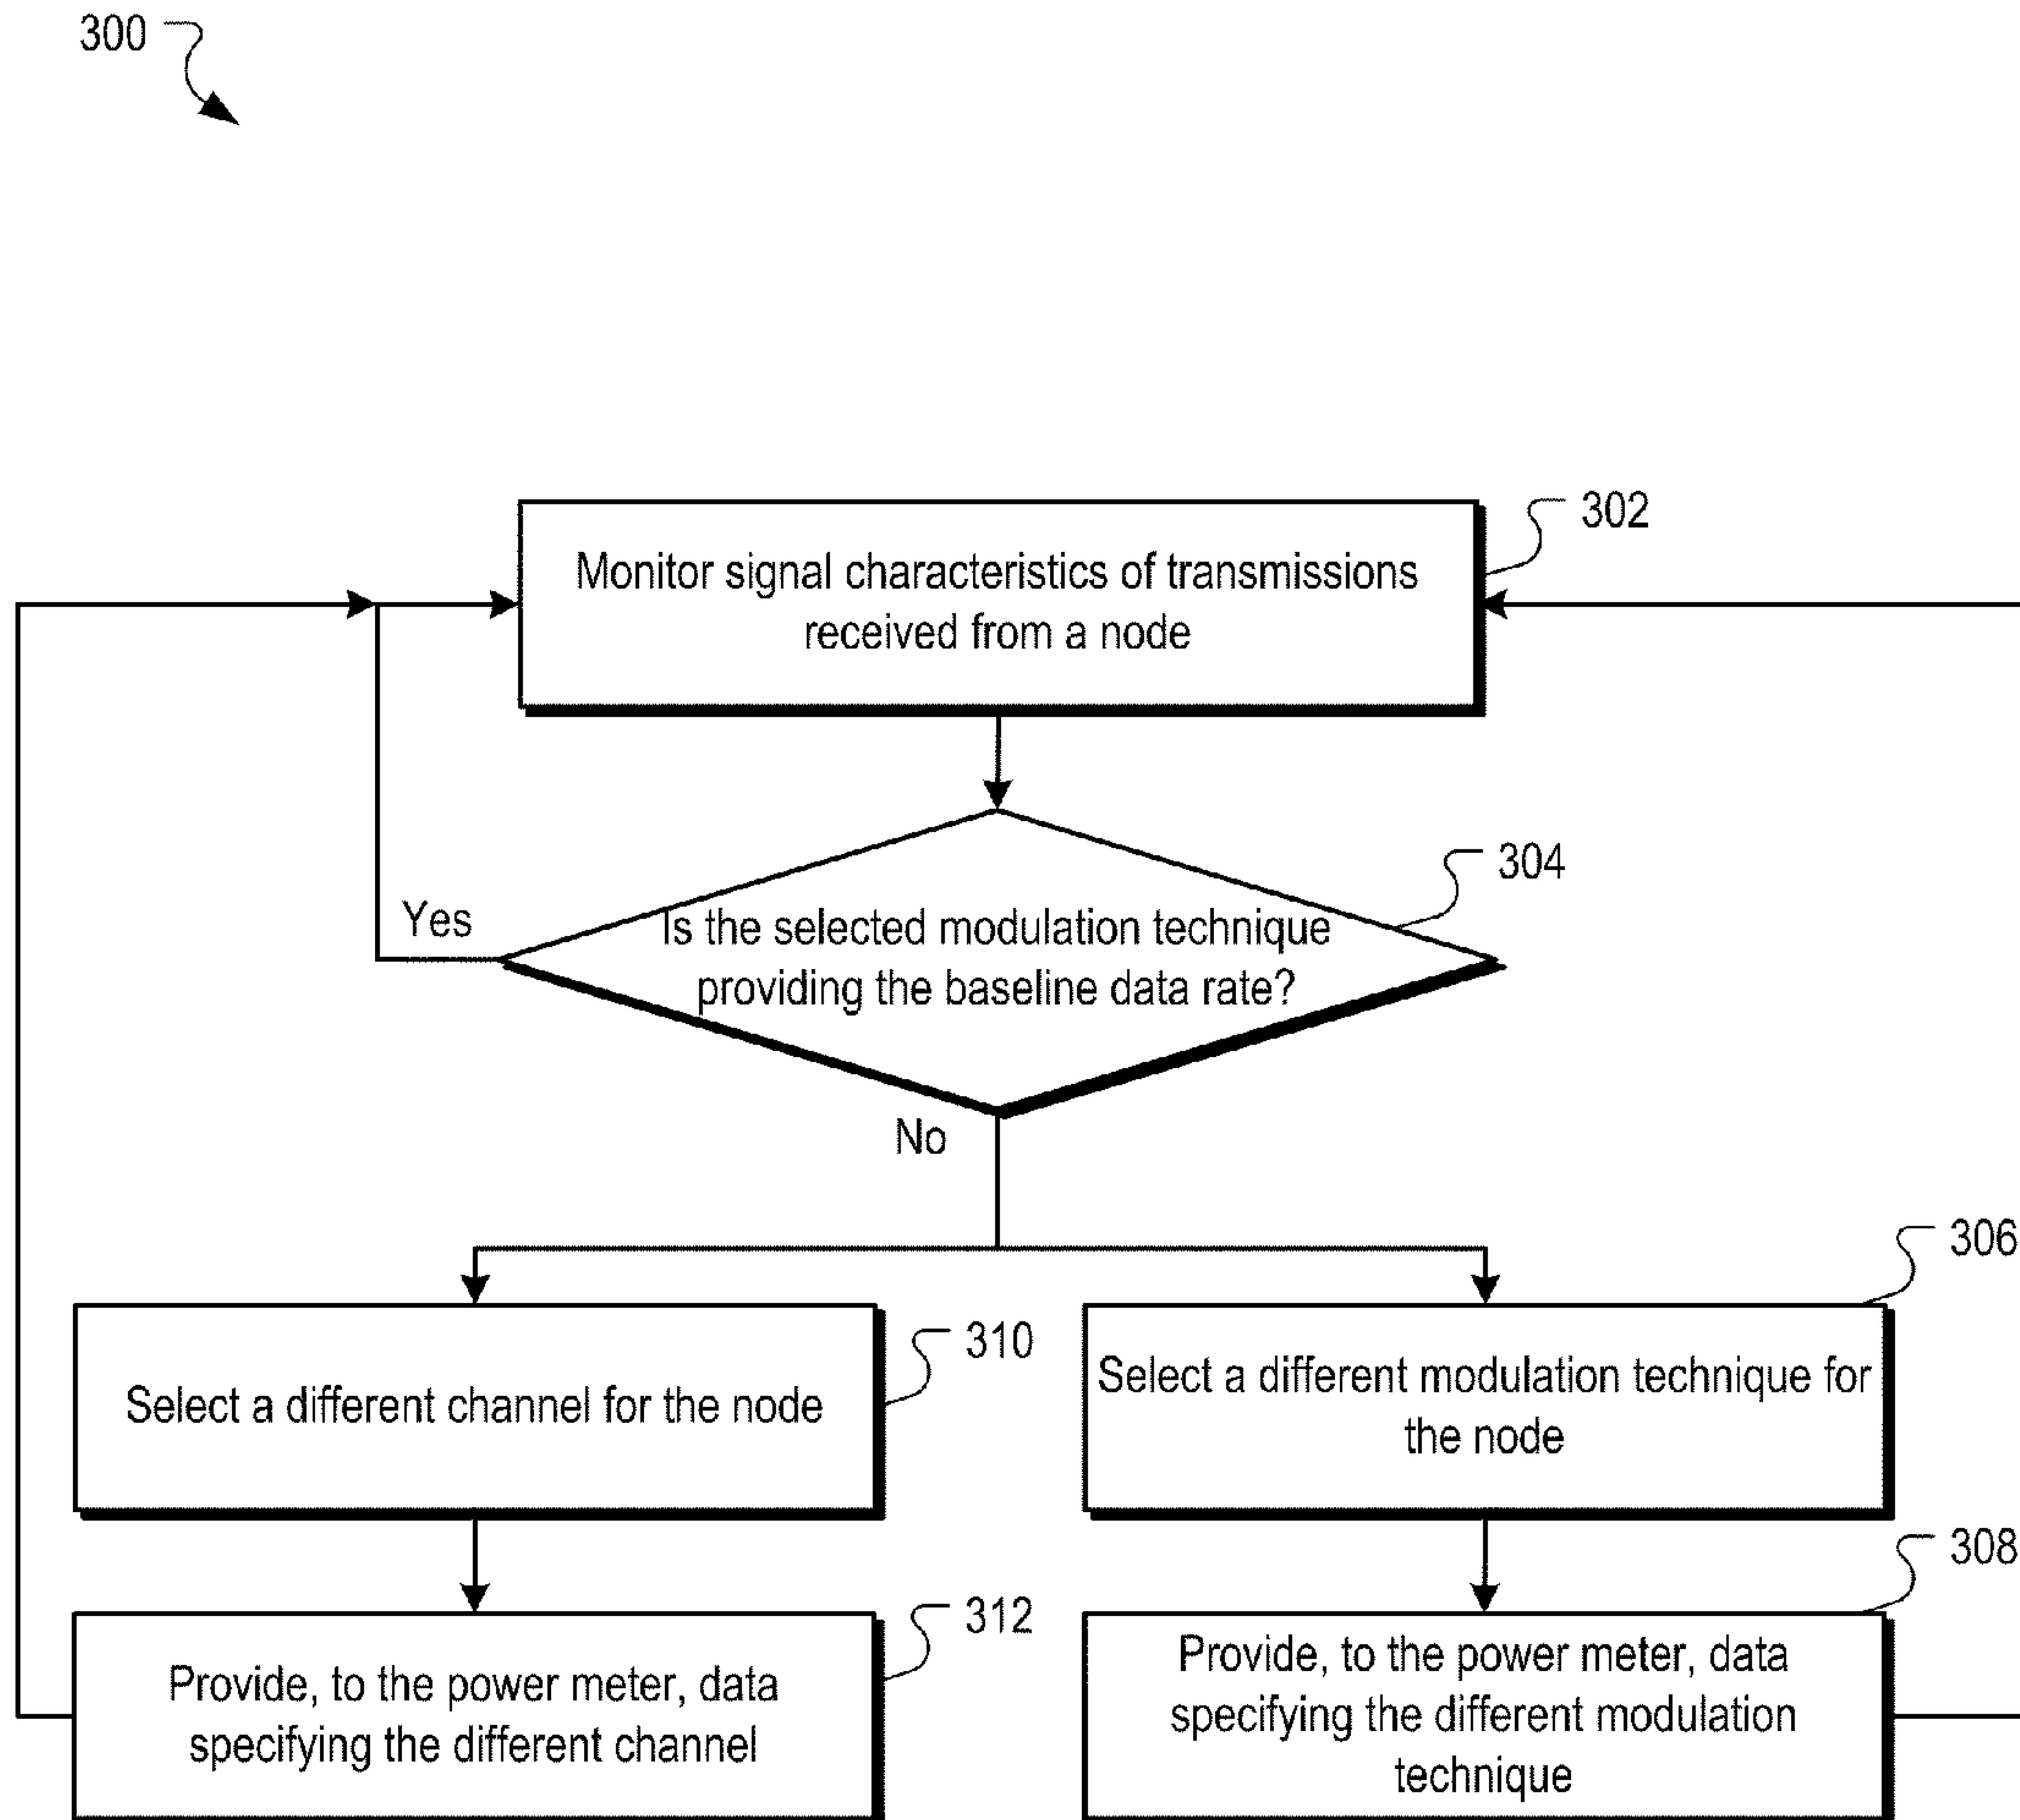 300
302
Monitor signal characteristics of transmissions
received from a node
304
Yes
Is the selected modulation technique
providing the baseline data rate?
No
306
310
Select a different channel for the node
Select a different modulation technique for
the node
308
312
Provide, to the power meter, data
specifying the different channel
Provide, to the power meter, data
specifying the different modulation
technique